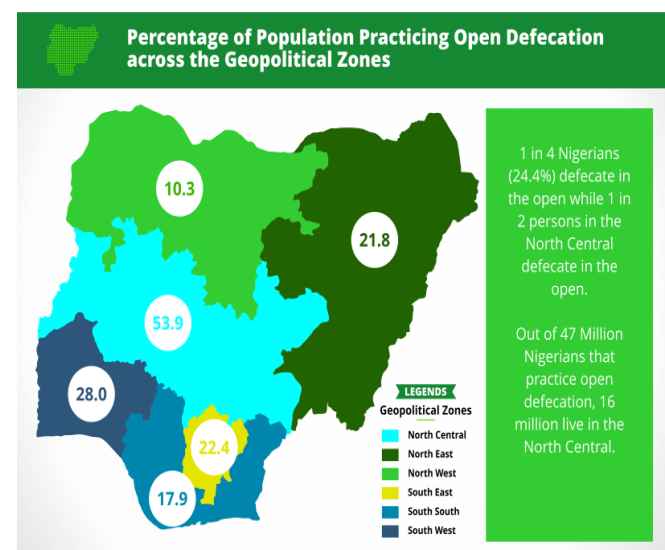 Percentage of Population Practicing Open Defecation
across the Geopolitical Zones
10.3
21.8
53.9
28.0
22.4
17.9
LEGENDS
Geopolitical Zones
North Central
North East
North West
South East
South South
South West
1 in 4 Nigerians
(24.4%) defecate in
the open while 1 in
2 persons in the
North Central
defecate in the
open.
Out of 47 Million
Nigerians that
practice open
defecation, 16
million live in the
North Central.